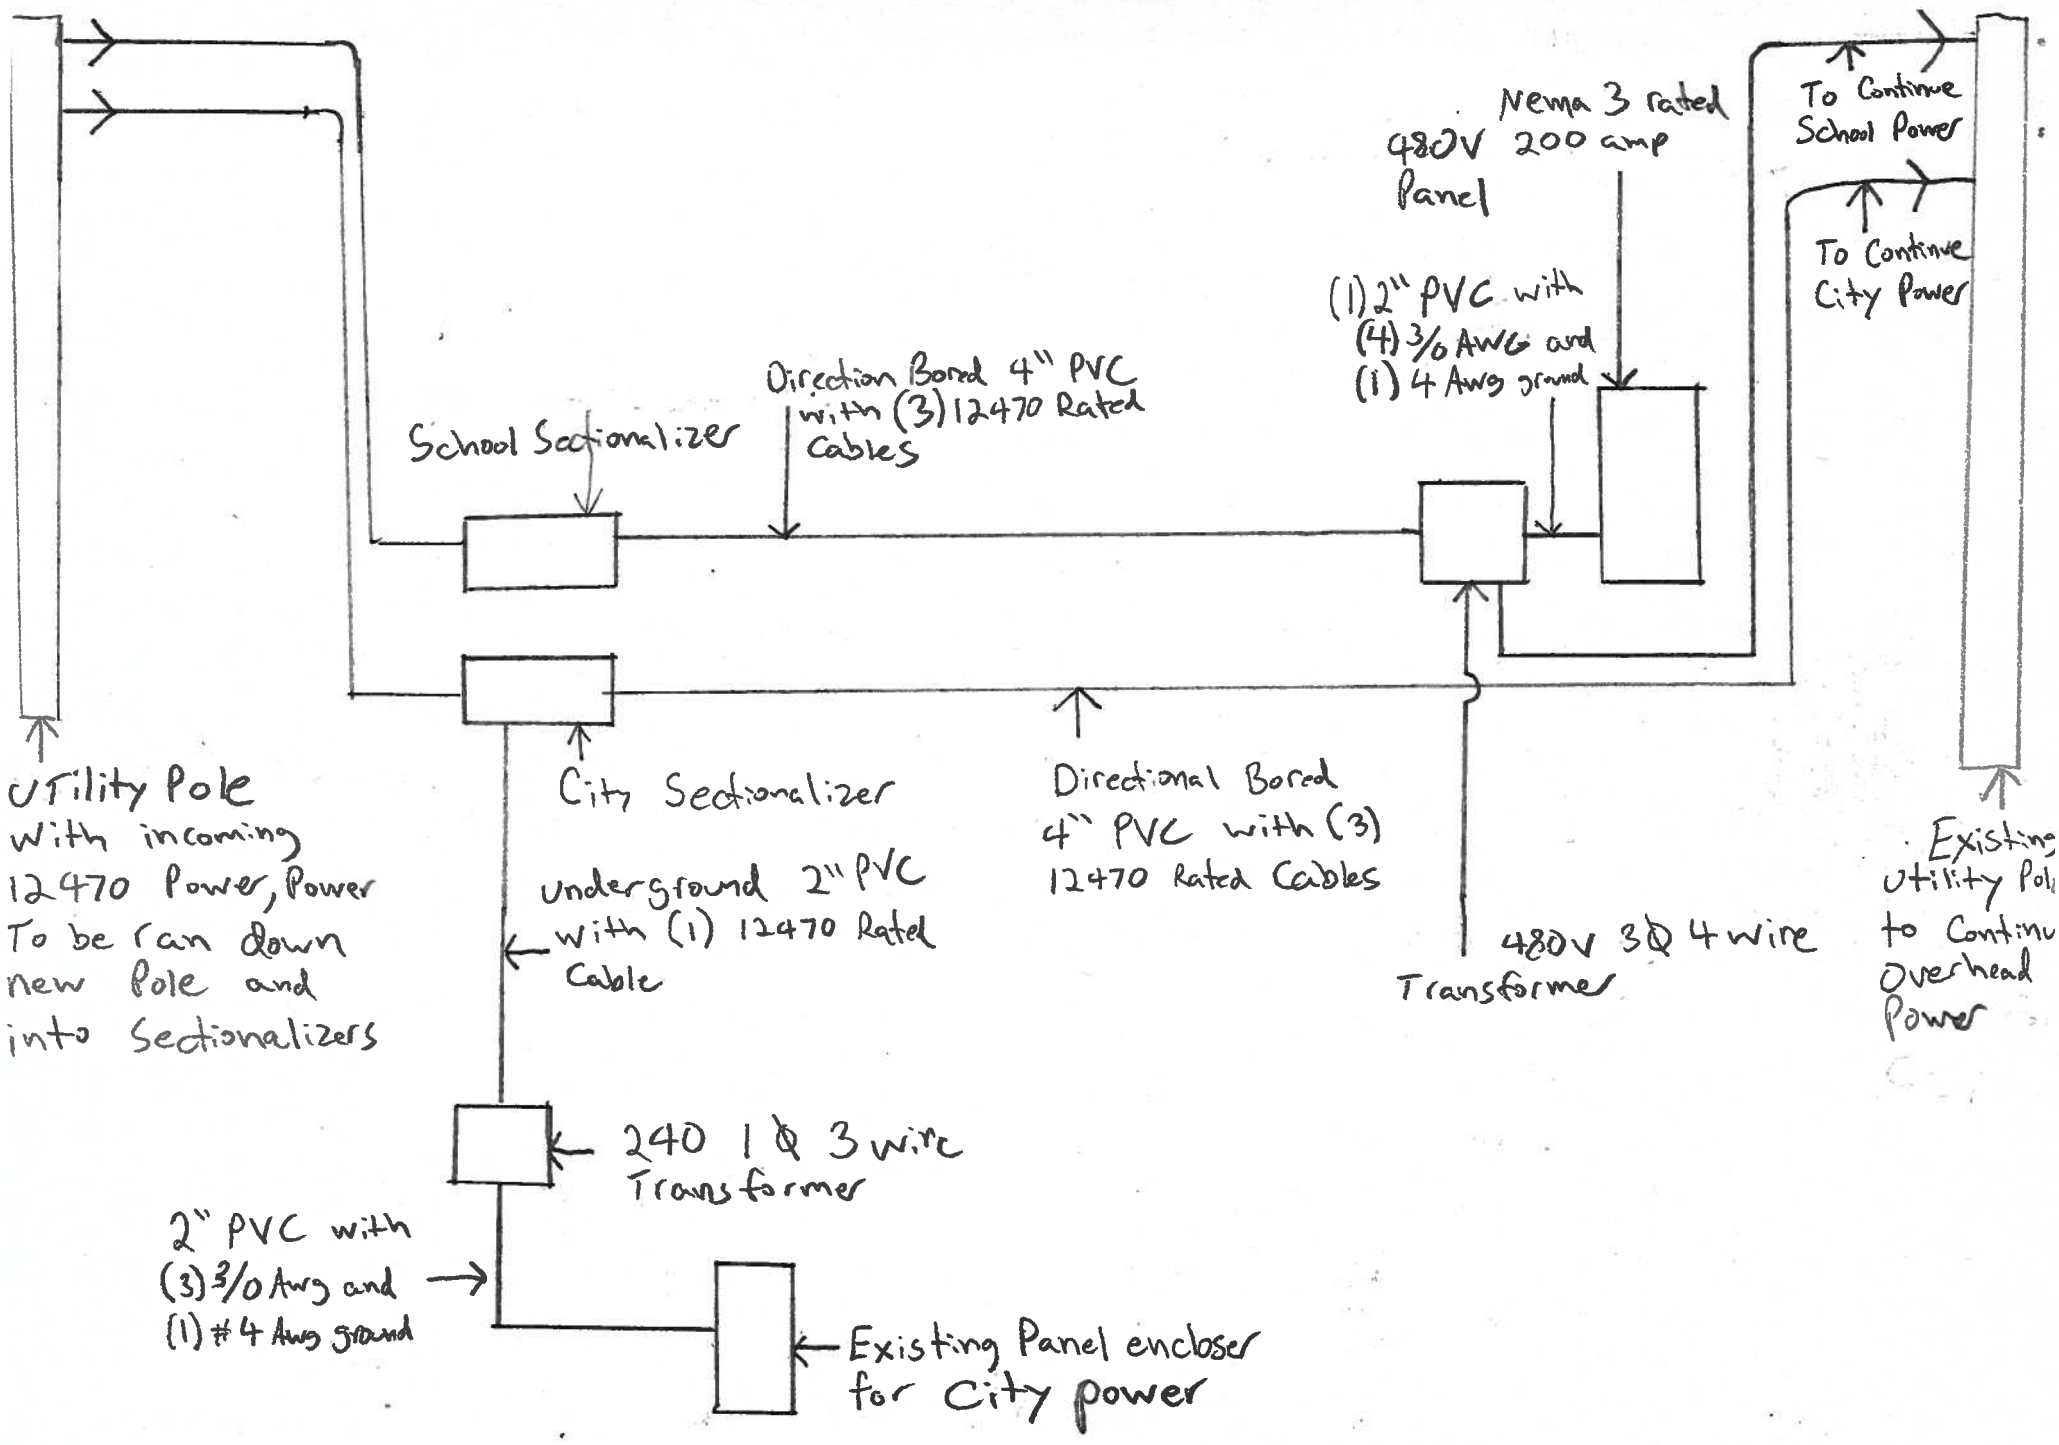 Nema 3 rated
480V 200 amp
Panel
To Continue
School Power
To Continue
City Power
(1) 2" PVC with
(4) 3/0 AWG and
(1) 4 Awg ground
Direction Bored 4" PVC
with (3) 12470 Rated
Cables
School Sectionalizer
UTility Pole
With incoming
12470 Power, Power
To be ran down
new Pole and
into Sectionalizers
City Sectionalizer
Directional Bored
4" PVC with (3)
12470 Rated Cables
underground 2" PVC
with (1) 12470 Rated
Cable
480v 3Ø 4 wire
Transformer
Existing
Utility Pole
to Continu
Overhead
Power
240 1 Ø 3 wire
Transformer
2" PVC with
(3) 3/0 Awg and
(1) #4 Awg ground
Existing Panel encloser
for City power